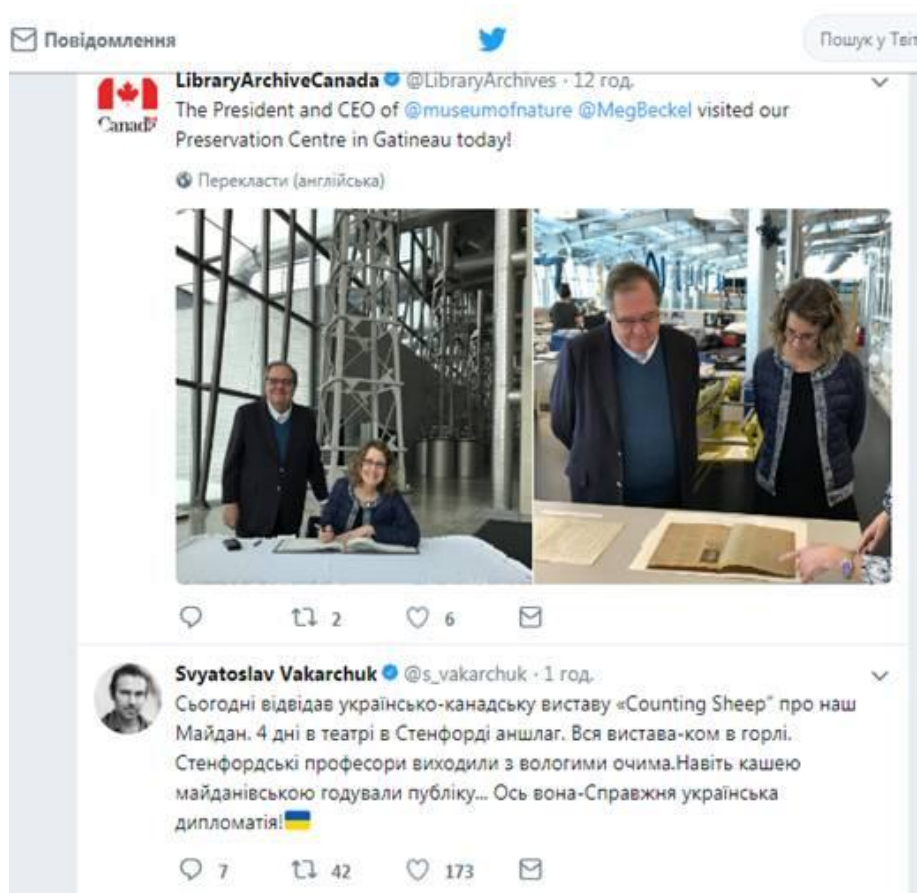 Повідомлення
Пошук у Твіт
LibraryArchiveCanada @LibraryArchives · 12 год.
The President and CEO of @museumofnature @MegBeckel visited our
Preservation Centre in Gatineau today!
Перекласти (англійська)
Canada
2
6
Svyatoslav Vakarchuk @s_vakarchuk · 1 год.
Сьогодні відвідав українсько-канадську виставу «Counting Sheep" про наш
Майдан. 4 дні в театрі в Стенфорді аншлаг. Вся вистава-ком в горлі.
Стенфордські професори виходили з вологими очима.Навіть кашею
майданівською годували публіку... Ось вона-Справжня українська
дипломатія!
7
42
173